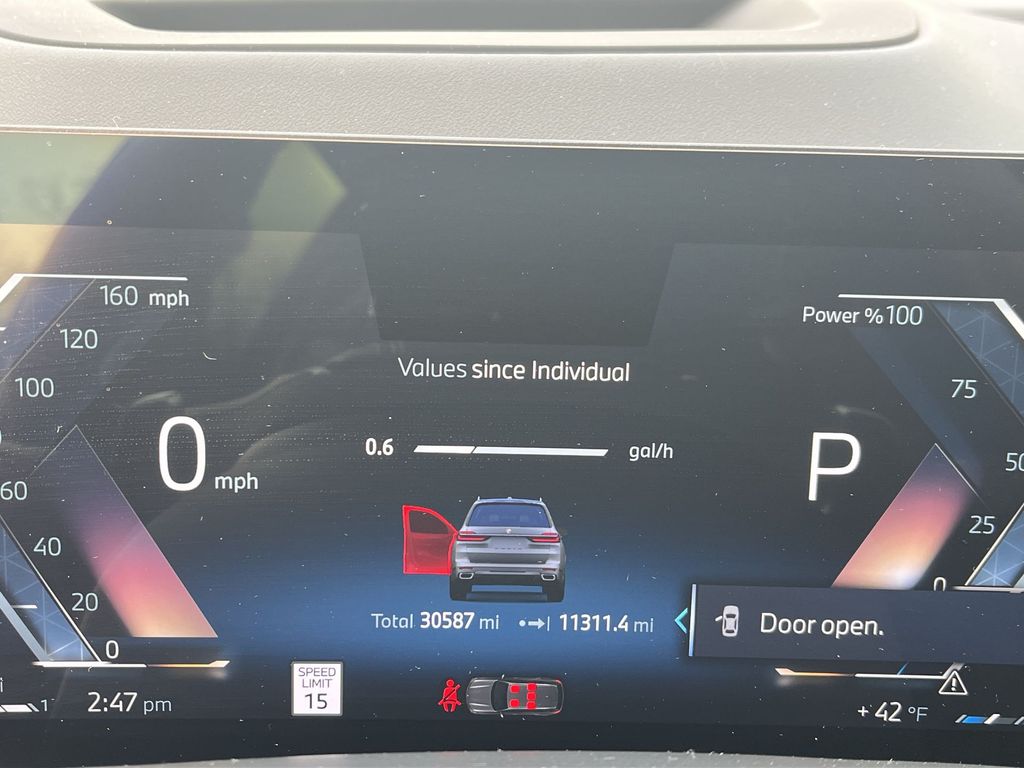 160 mph
120
100
60
40
20
0
0 mph
Values since Individual
0.6 gal/h
Total 30587 mi 11311.4 mi
Power %100
75
50
25
0
P
Door open.
2:47 pm
SPEED
LIMIT
15
+42 °F
1